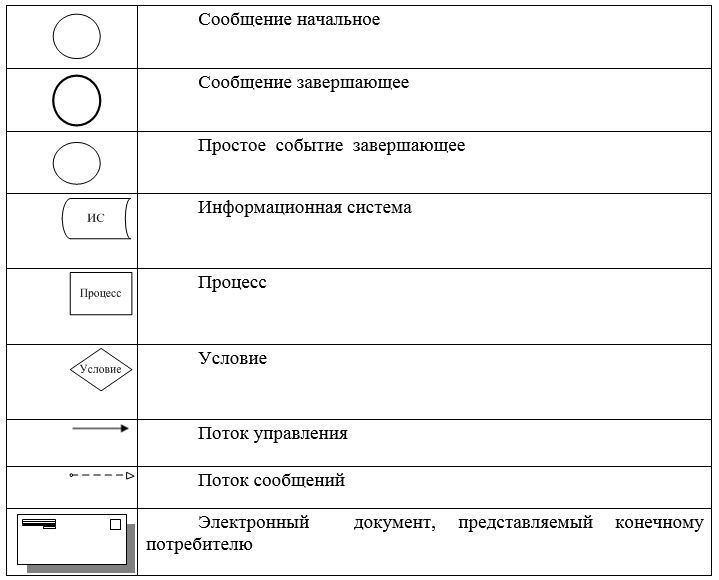 Сообщение начальное
Сообщение завершающее
Простое событие завершающее
ИС
Информационная система
Процесс
Процесс
Условие
Условие
Поток управления
Поток сообщений
Электронный документ, представляемый конечному
потребителю